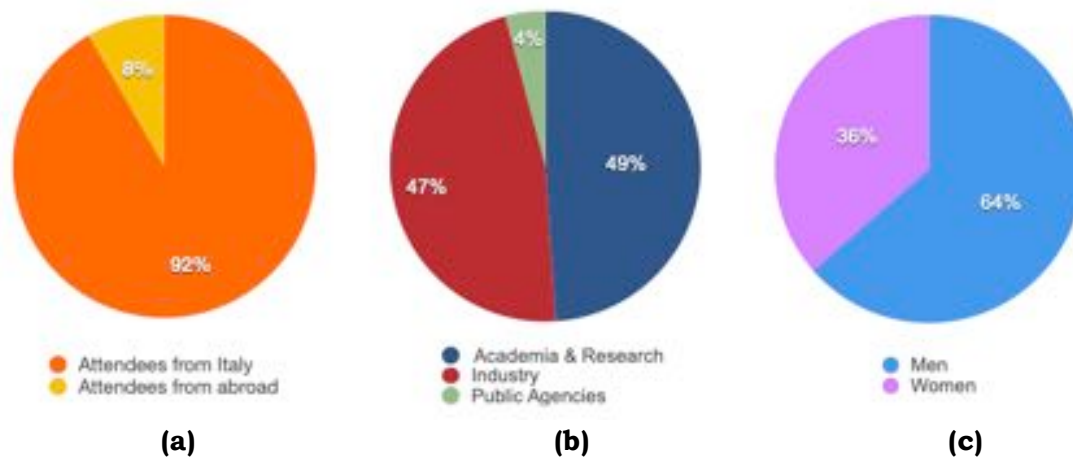 8%
92%
Attendees from Italy
Attendees from abroad
(a)
4%
49%
47%
Academia & Research
Industry
Public Agencies
(b)
36%
64%
Men
Women
(c)